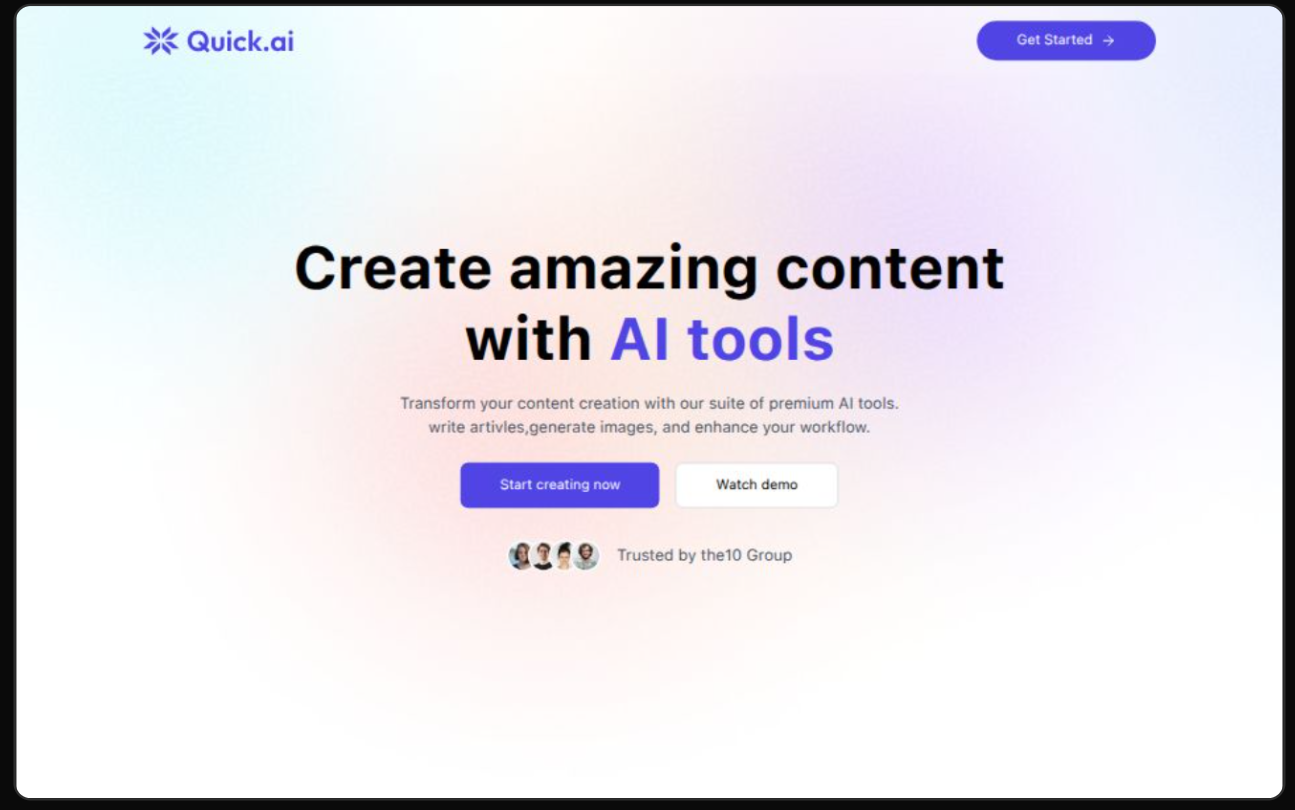 Quick.ai
Get Started →
Create amazing content
with AI tools
Transform your content creation with our suite of premium AI tools.
write artivles,generate images, and enhance your workflow.
Start creating now
Watch demo
Trusted by the10 Group